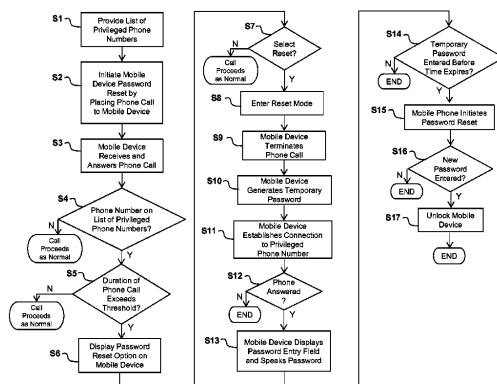 S1
Provide List of
Privileged Phone
Numbers
S2
Initiate Mobile
Device Password
Reset by
Placing Phone Call
to Mobile Device
S3
Mobile Device
Receives and
Answers Phone Call
S4
Phone Number on
List of Privileged
Phone Numbers?
N
Call
Proceeds
as Normal
Y
S5
Duration of
Phone Call
Exceeds
Threshold?
N
Call
Proceeds
as Normal
Y
S6
Display Password
Reset Option on
Mobile Device
S7
Select
Reset?
N
Call
Proceeds
as Normal
Y
S8
Enter Reset Mode
S9
Mobile Device
Terminates
Phone Call
S10
Mobile Device
Generates Temporary
Password
S11
Mobile Device
Establishes Connection
to Privileged
Phone Number
S12
Phone
Answered
?
N
END
Y
S13
Mobile Device Displays
Password Entry Field
and Speaks Password
S14
Temporary
Password
Entered Before
Time Expires?
N
END
Y
S15
Mobile Phone Initiates
Password Reset
S16
New
Password
Entered?
N
END
Y
S17
Unlock Mobile
Device
END